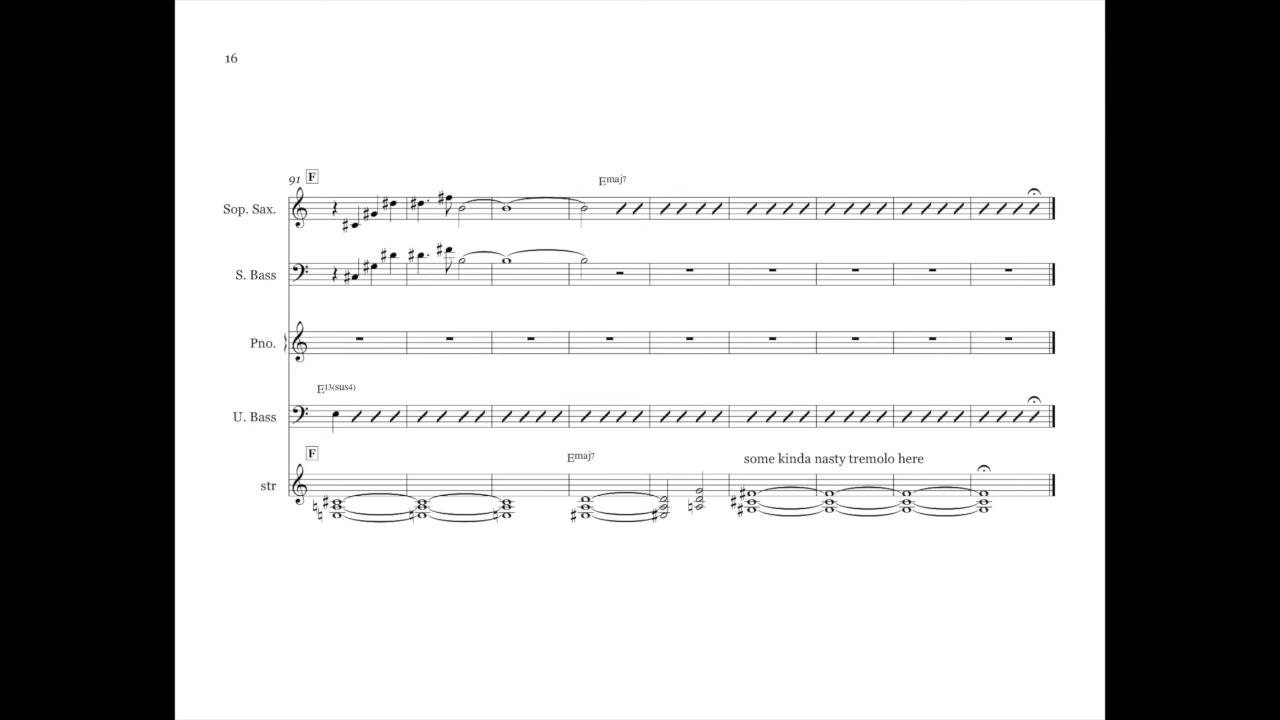 16
91 F
Emaj7
Sop. Sax.
S. Bass
Pno.
E13(sus4)
U. Bass
F
Emaj7
some kinda nasty tremolo here
str